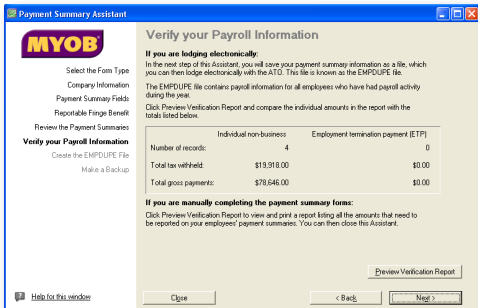 Payment Summary Assistant
MYOB
Select the Form Type
Company Information
Payment Summary Fields
Reportable Fringe Benefit
Review the Payment Summaries
Verify your Payroll Information
Create the EMPDUPE File
Make a Backup
Help for this window
Verify your Payroll Information
If you are lodging electronically:
In the next step of this Assistant, you will save your payment summary information as a file, which
you can then lodge electronically with the ATO. This file is known as the EMPDUPE file.
The EMPDUPE file contains payroll information for all employees who have had payroll activity
during the year.
Click Preview Verification Report and compare the individual amounts in the report with the
totals listed below.
Individual non-business Employment termination payment (ETP)
Number of records: 4 0
Total tax withheld: $19,918.00 $0.00
Total gross payments: $78,646.00 $0.00
If you are manually completing the payment summary forms:
Click Preview Verification Report to view and print a report listing all the amounts that need to
be reported on your employees' payment summaries. You can then close this Assistant.
Preview Verification Report
Close < Back Next >